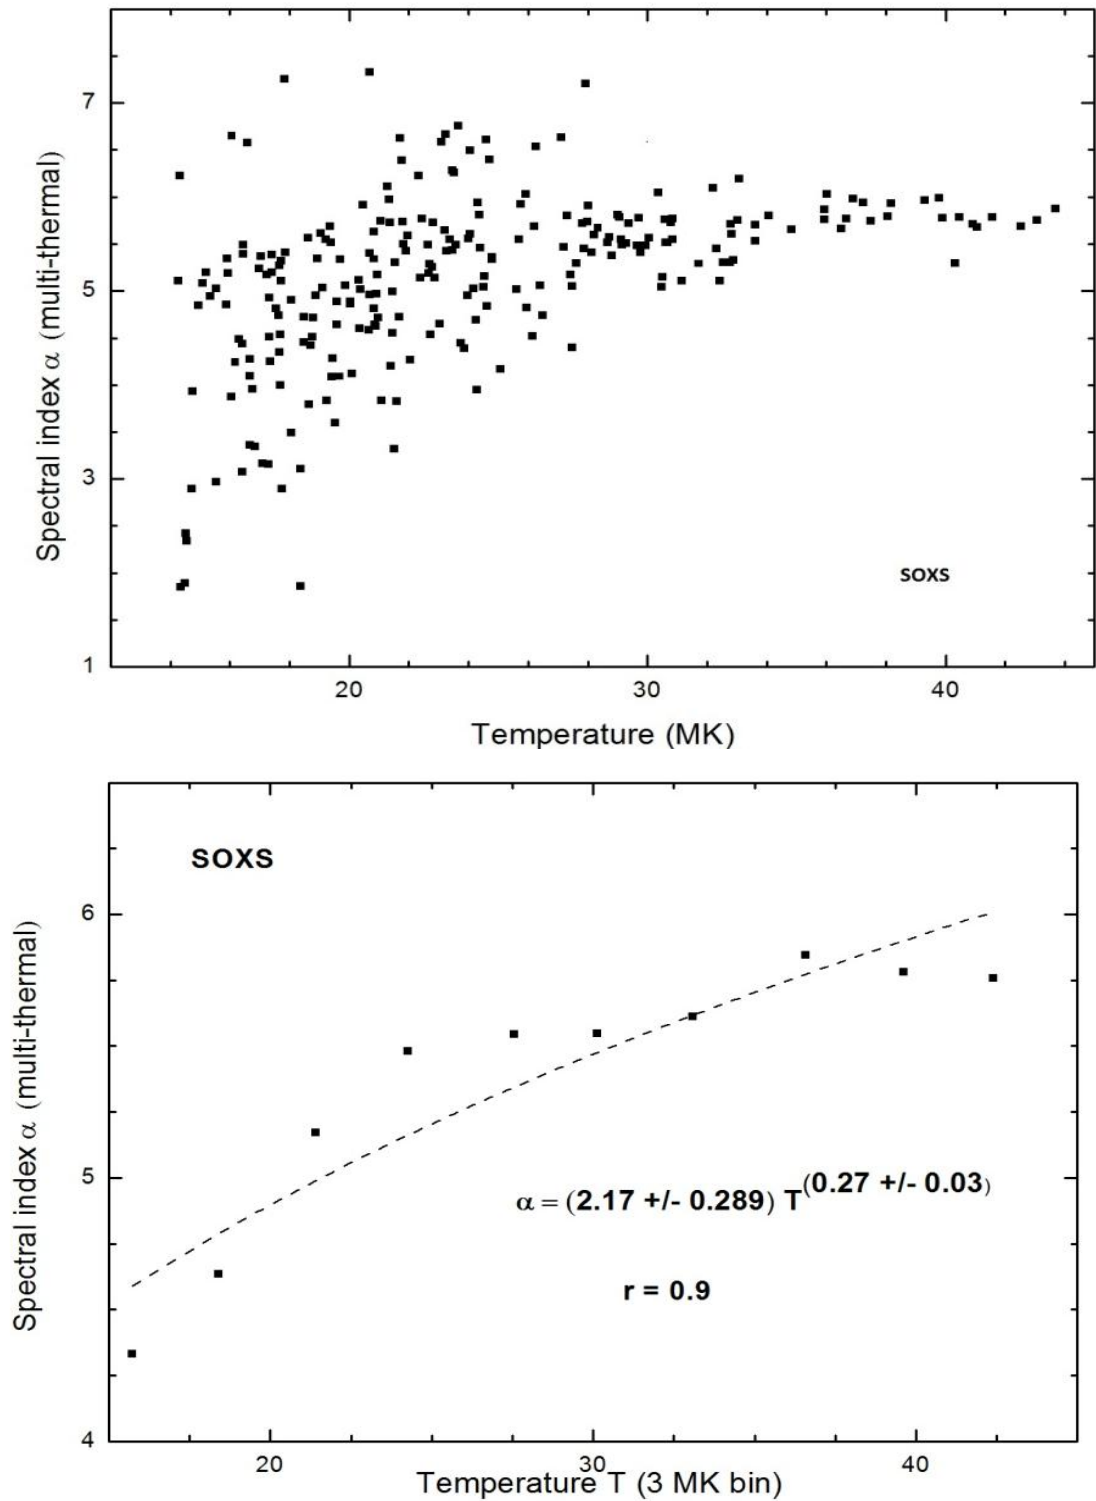 7
5
3
1
Spectral index α (multi-thermal)
SOXS
20 30 40
Temperature (MK)
SOXS
6
5
4
Spectral index α (multi-thermal)
α = (2.17 +/- 0.289) T(0.27 +/- 0.03)
r = 0.9
20 30 40
Temperature T (3 MK bin)